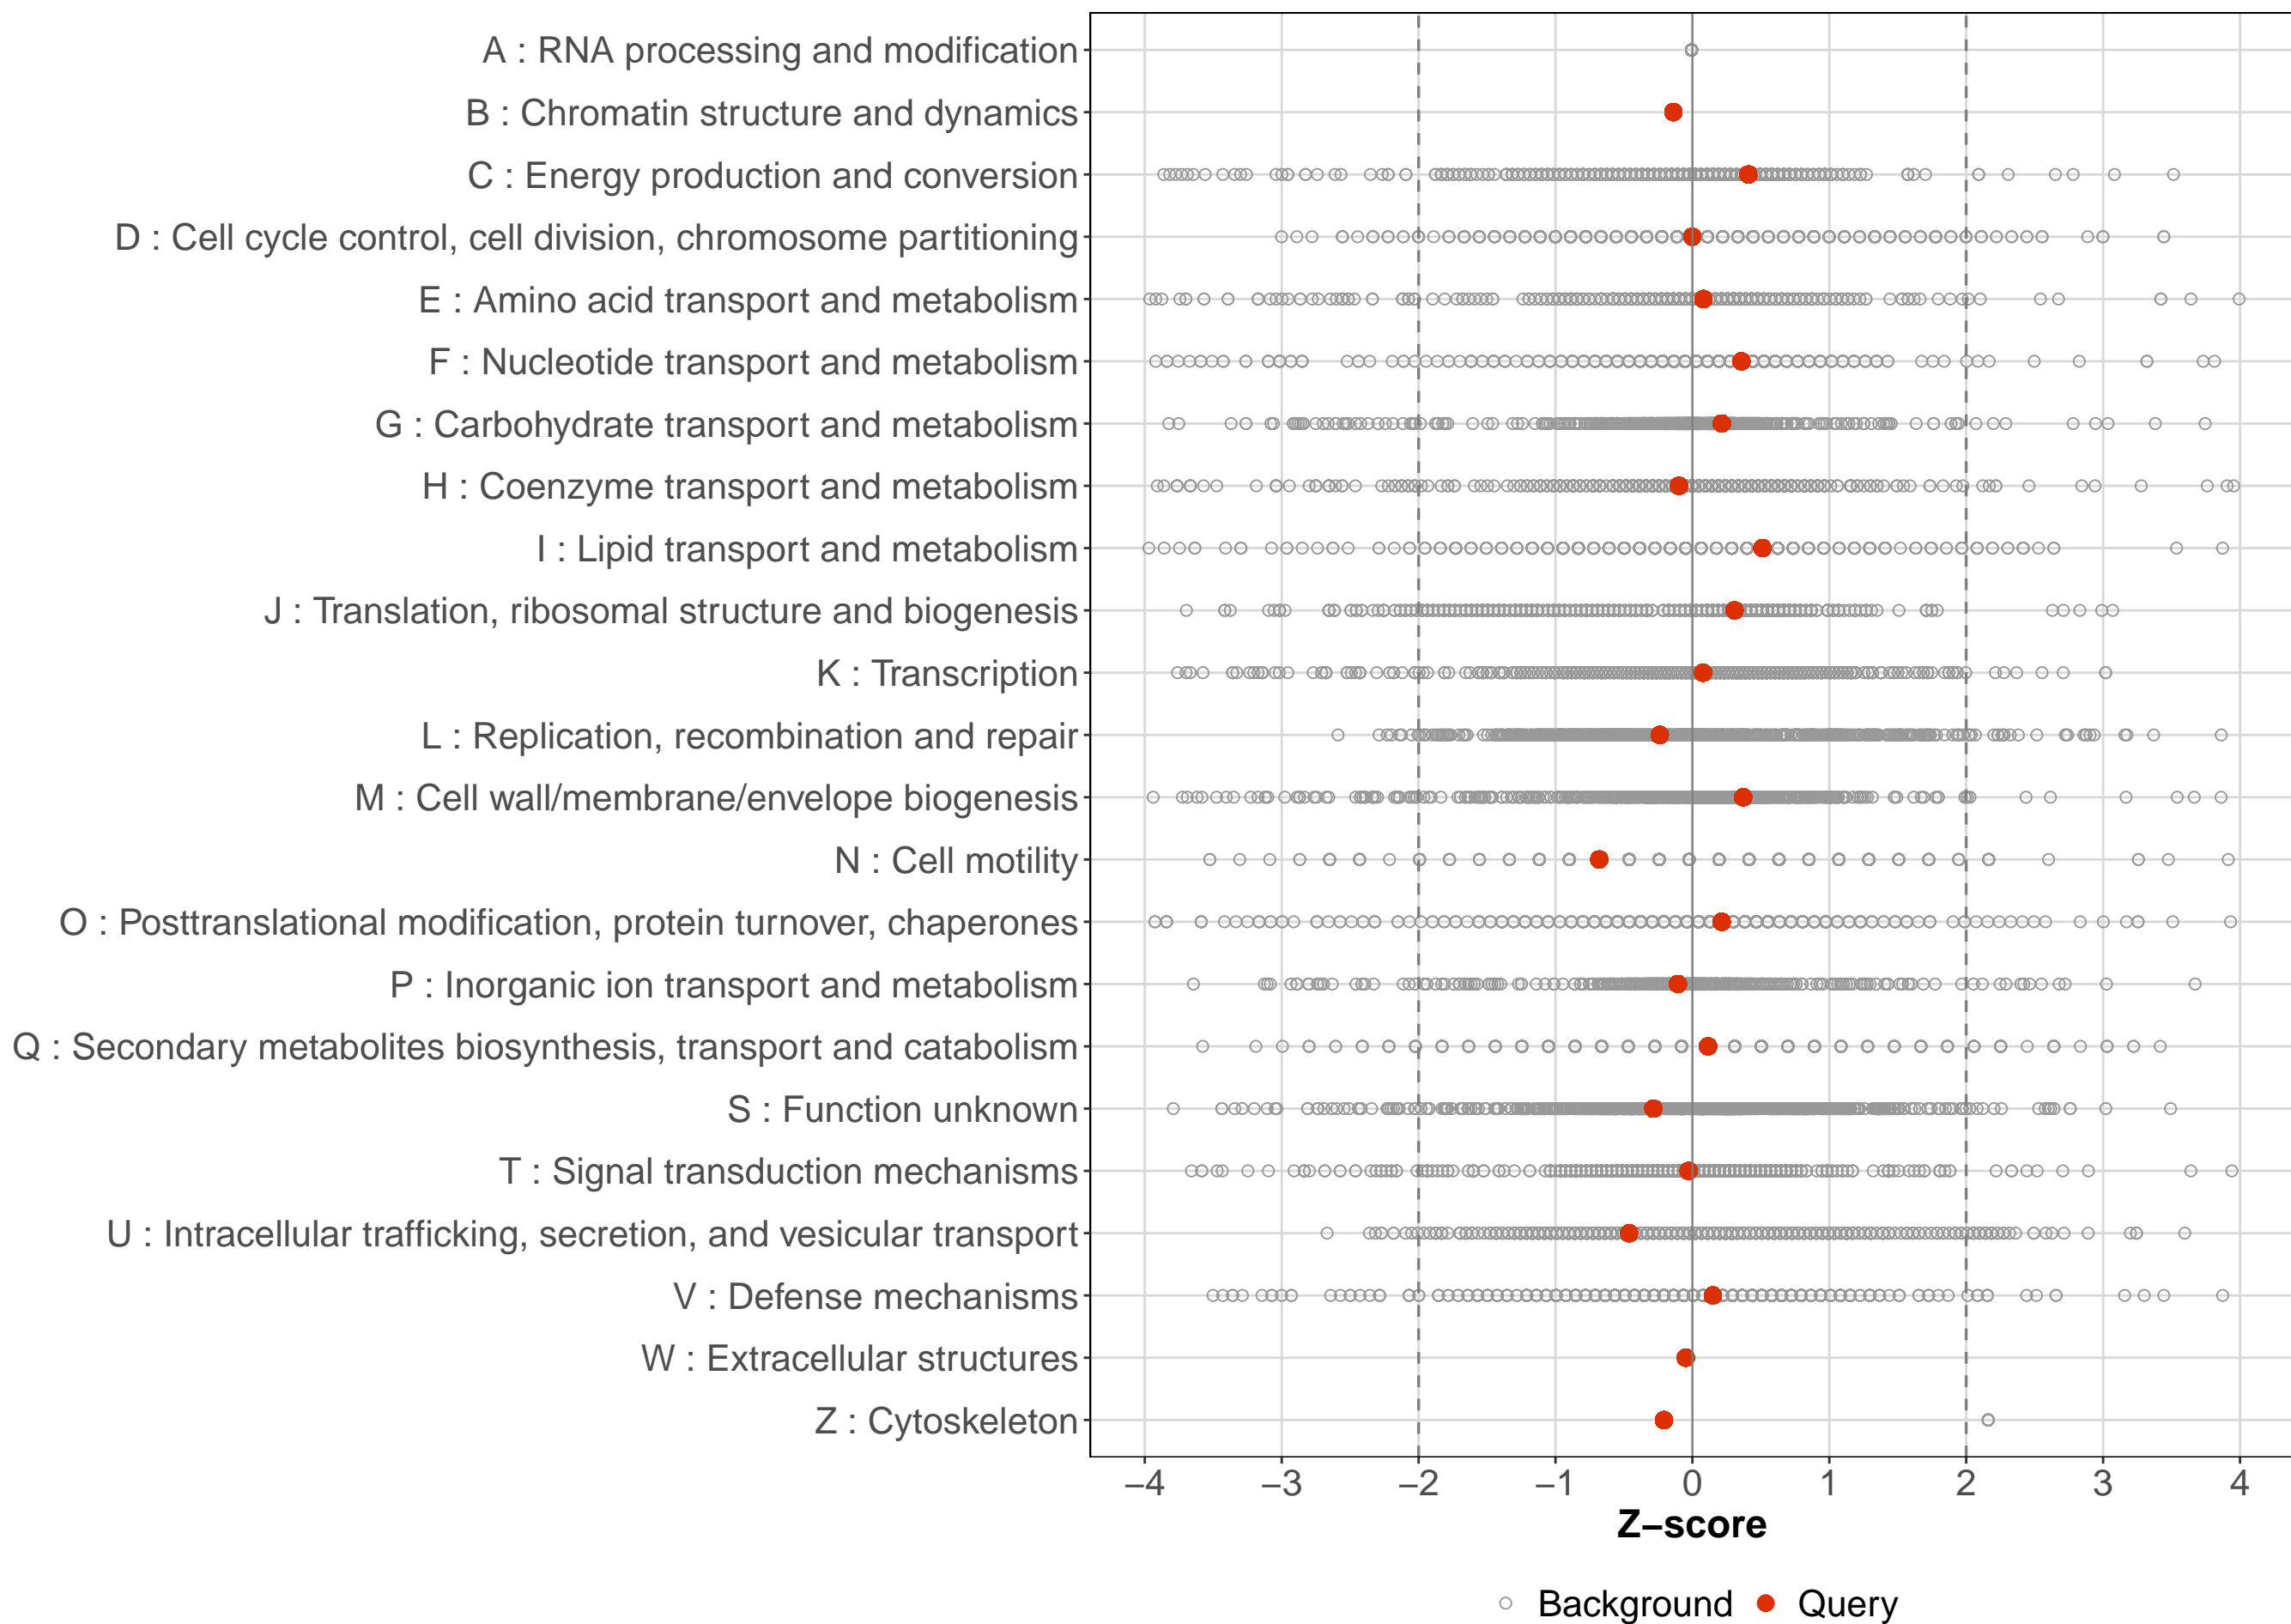 A : RNA processing and modification
B : Chromatin structure and dynamics
C : Energy production and conversion
D : Cell cycle control, cell division, chromosome partitioning
E : Amino acid transport and metabolism
F : Nucleotide transport and metabolism
G : Carbohydrate transport and metabolism
H : Coenzyme transport and metabolism
I : Lipid transport and metabolism
J : Translation, ribosomal structure and biogenesis
K : Transcription
L : Replication, recombination and repair
M : Cell wall/membrane/envelope biogenesis
N : Cell motility
O : Posttranslational modification, protein turnover, chaperones
P : Inorganic ion transport and metabolism
Q : Secondary metabolites biosynthesis, transport and catabolism
S : Function unknown
T : Signal transduction mechanisms
U : Intracellular trafficking, secretion, and vesicular transport
V : Defense mechanisms
W : Extracellular structures
Z : Cytoskeleton
−4 −3 −2 −1 0 1 2 3 4
Z−score
Background Query